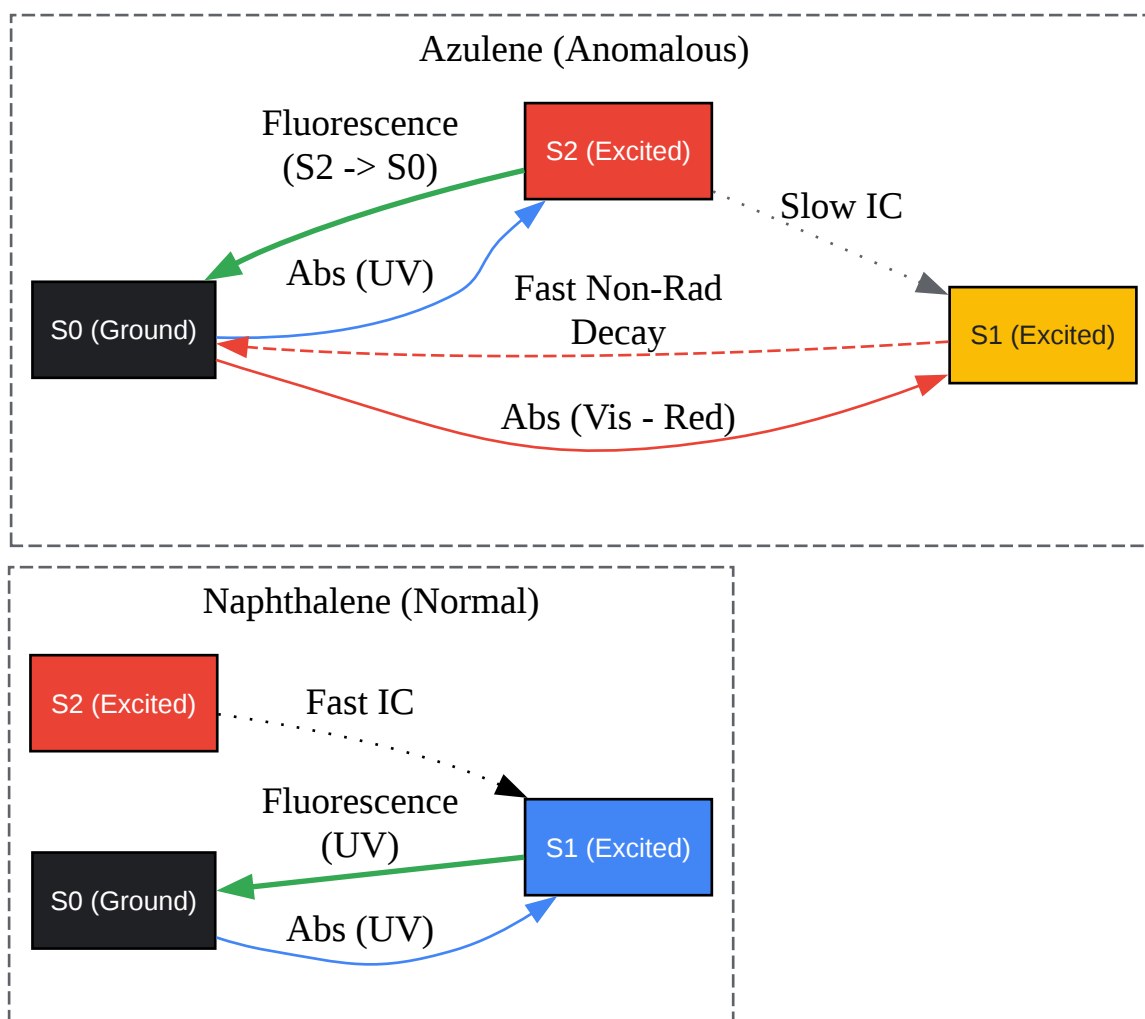 Azulene (Anomalous)
Fluorescence
(S2 -> S0)
S2 (Excited)
Slow IC
Abs (UV)
Fast Non-Rad
Decay
S0 (Ground)
S1 (Excited)
Abs (Vis - Red)
Naphthalene (Normal)
S2 (Excited)
Fast IC
Fluorescence
(UV)
S1 (Excited)
S0 (Ground)
Abs (UV)